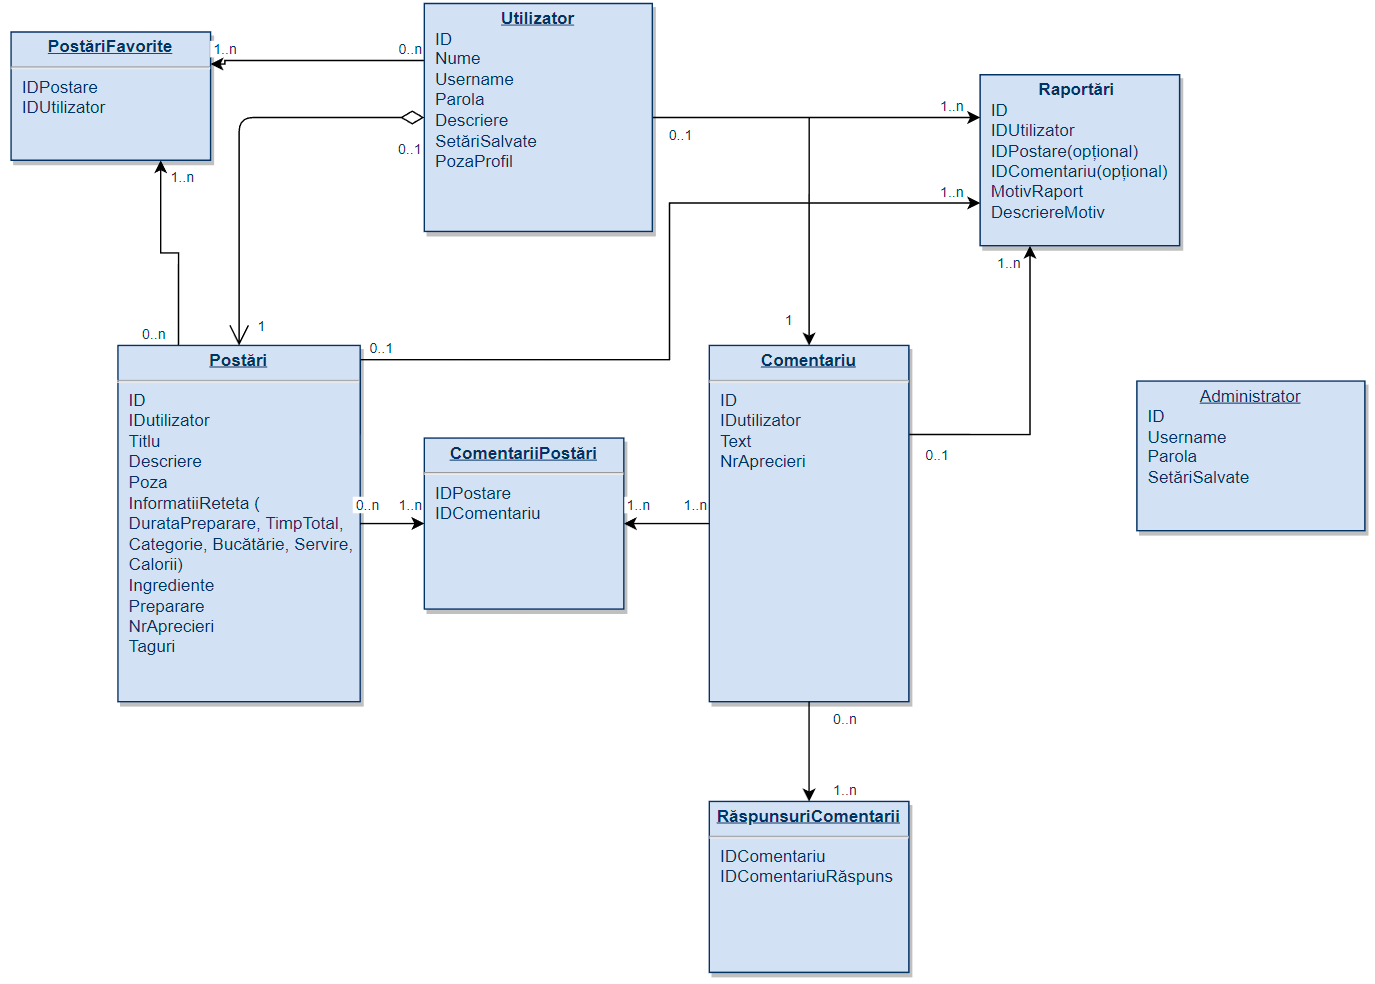 PostăriFavorite
IDPostare
IDUtilizator
1..n
0..n
Utilizator
ID
Nume
Username
Parola
Descriere
SetăriSalvate
PozaProfil
0..1
0..1
1..n
Raportări
ID
IDUtilizator
IDPostare(opțional)
IDComentariu(opțional)
MotivRaport
DescriereMotiv
1..n
1..n
1..n
0..n
1
0..1
1
Postări
ID
IDutilizator
Titlu
Descriere
Poza
InformatiiReteta (
DurataPreparare, TimpTotal,
Categorie, Bucătărie, Servire,
Calorii)
Ingrediente
Preparare
NrAprecieri
Taguri
0..n
1..n
ComentariiPostări
IDPostare
IDComentariu
1..n
1..n
Comentariu
ID
IDutilizator
Text
NrAprecieri
0..1
Administrator
ID
Username
Parola
SetăriSalvate
0..n
1..n
RăspunsuriComentarii
IDComentariu
IDComentariuRăspuns